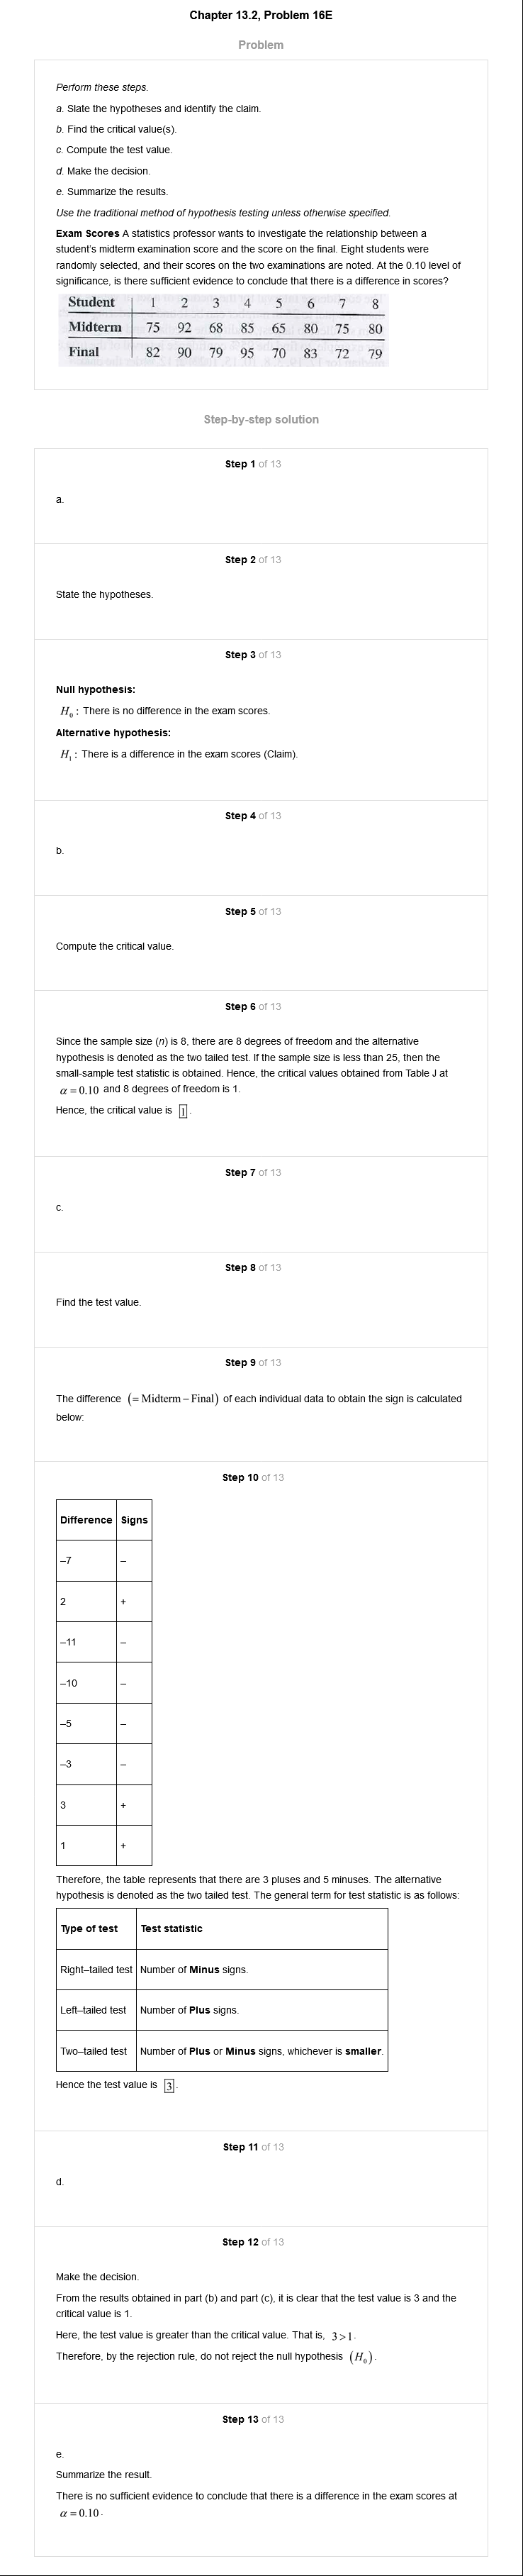 Chapter 13.2, Problem 16E
Problem
Perform these steps.
a. Slate the hypotheses and identify the claim.
b. Find the critical value(s).
c. Compute the test value.
d. Make the decision.
e. Summarize the results.
Use the traditional method of hypothesis testing unless otherwise specified.
Exam Scores A statistics professor wants to investigate the relationship between a
student's midterm examination score and the score on the final. Eight students were
randomly selected, and their scores on the two examinations are noted. At the 0.10 level of
significance, is there sufficient evidence to conclude that there is a difference in scores?
Student 1 2 3 4 5 6 7 8
Midterm 75 92 68 85 65 80 75 80
Final 82 90 79 95 70 83 72 79
Step-by-step solution
Step 1 of 13
a.
Step 2 of 13
State the hypotheses.
Step 3 of 13
Null hypothesis:
H₀ : There is no difference in the exam scores.
Alternative hypothesis:
H₁ : There is a difference in the exam scores (Claim).
Step 4 of 13
b.
Step 5 of 13
Compute the critical value.
Step 6 of 13
Since the sample size (n) is 8, there are 8 degrees of freedom and the alternative
hypothesis is denoted as the two tailed test. If the sample size is less than 25, then the
small-sample test statistic is obtained. Hence, the critical values obtained from Table J at
α = 0.10 and 8 degrees of freedom is 1.
Hence, the critical value is 1.
Step 7 of 13
c.
Step 8 of 13
Find the test value.
Step 9 of 13
The difference (= Midterm – Final) of each individual data to obtain the sign is calculated
below:
Step 10 of 13
Difference Signs
–7 –
2 +
–11 –
–10 –
–5 –
–3 –
3 +
1 +
Therefore, the table represents that there are 3 pluses and 5 minuses. The alternative
hypothesis is denoted as the two tailed test. The general term for test statistic is as follows:
Type of test Test statistic
Right–tailed test Number of Minus signs.
Left–tailed test Number of Plus signs.
Two–tailed test Number of Plus or Minus signs, whichever is smaller.
Hence the test value is 3.
Step 11 of 13
d.
Step 12 of 13
Make the decision.
From the results obtained in part (b) and part (c), it is clear that the test value is 3 and the
critical value is 1.
Here, the test value is greater than the critical value. That is, 3 > 1.
Therefore, by the rejection rule, do not reject the null hypothesis (H₀).
Step 13 of 13
e.
Summarize the result.
There is no sufficient evidence to conclude that there is a difference in the exam scores at
α = 0.10.